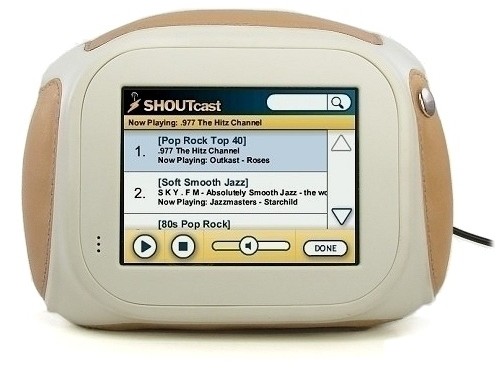 SHOUTcast
Now Playing: .977 The Hitz Channel
1. [Pop Rock Top 40]
.977 The Hitz Channel
Now Playing: Outkast - Roses
2. [Soft Smooth Jazz]
S K Y . F M - Absolutely Smooth Jazz - the wo
Now Playing: Jazzmasters - Starchild
[80s Pop Rock]
DONE